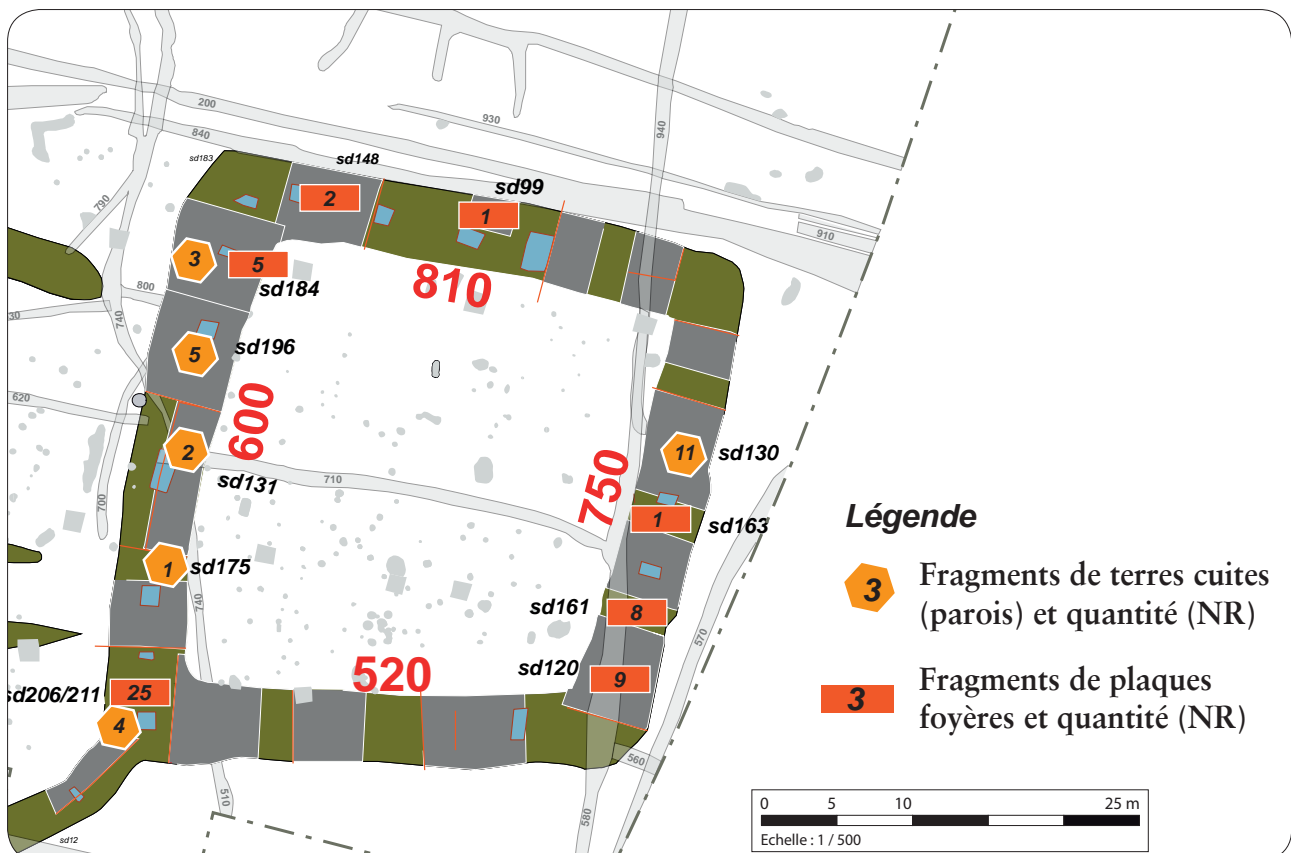 200
840
930
940
sd183
sd148
sd99
790
2
1
910
3
5
sd184
810
800
740
30
5
sd196
620
600
2
sd131
710
11
sd130
750
700
1
sd163
1
sd175
740
sd161
8
570
520
sd120
9
sd206/211
25
4
560
510
580
sd12
Légende
3
Fragments de terres cuites
(parois) et quantité (NR)
3
Fragments de plaques
foyères et quantité (NR)
0 5 10 25 m
Echelle : 1 / 500